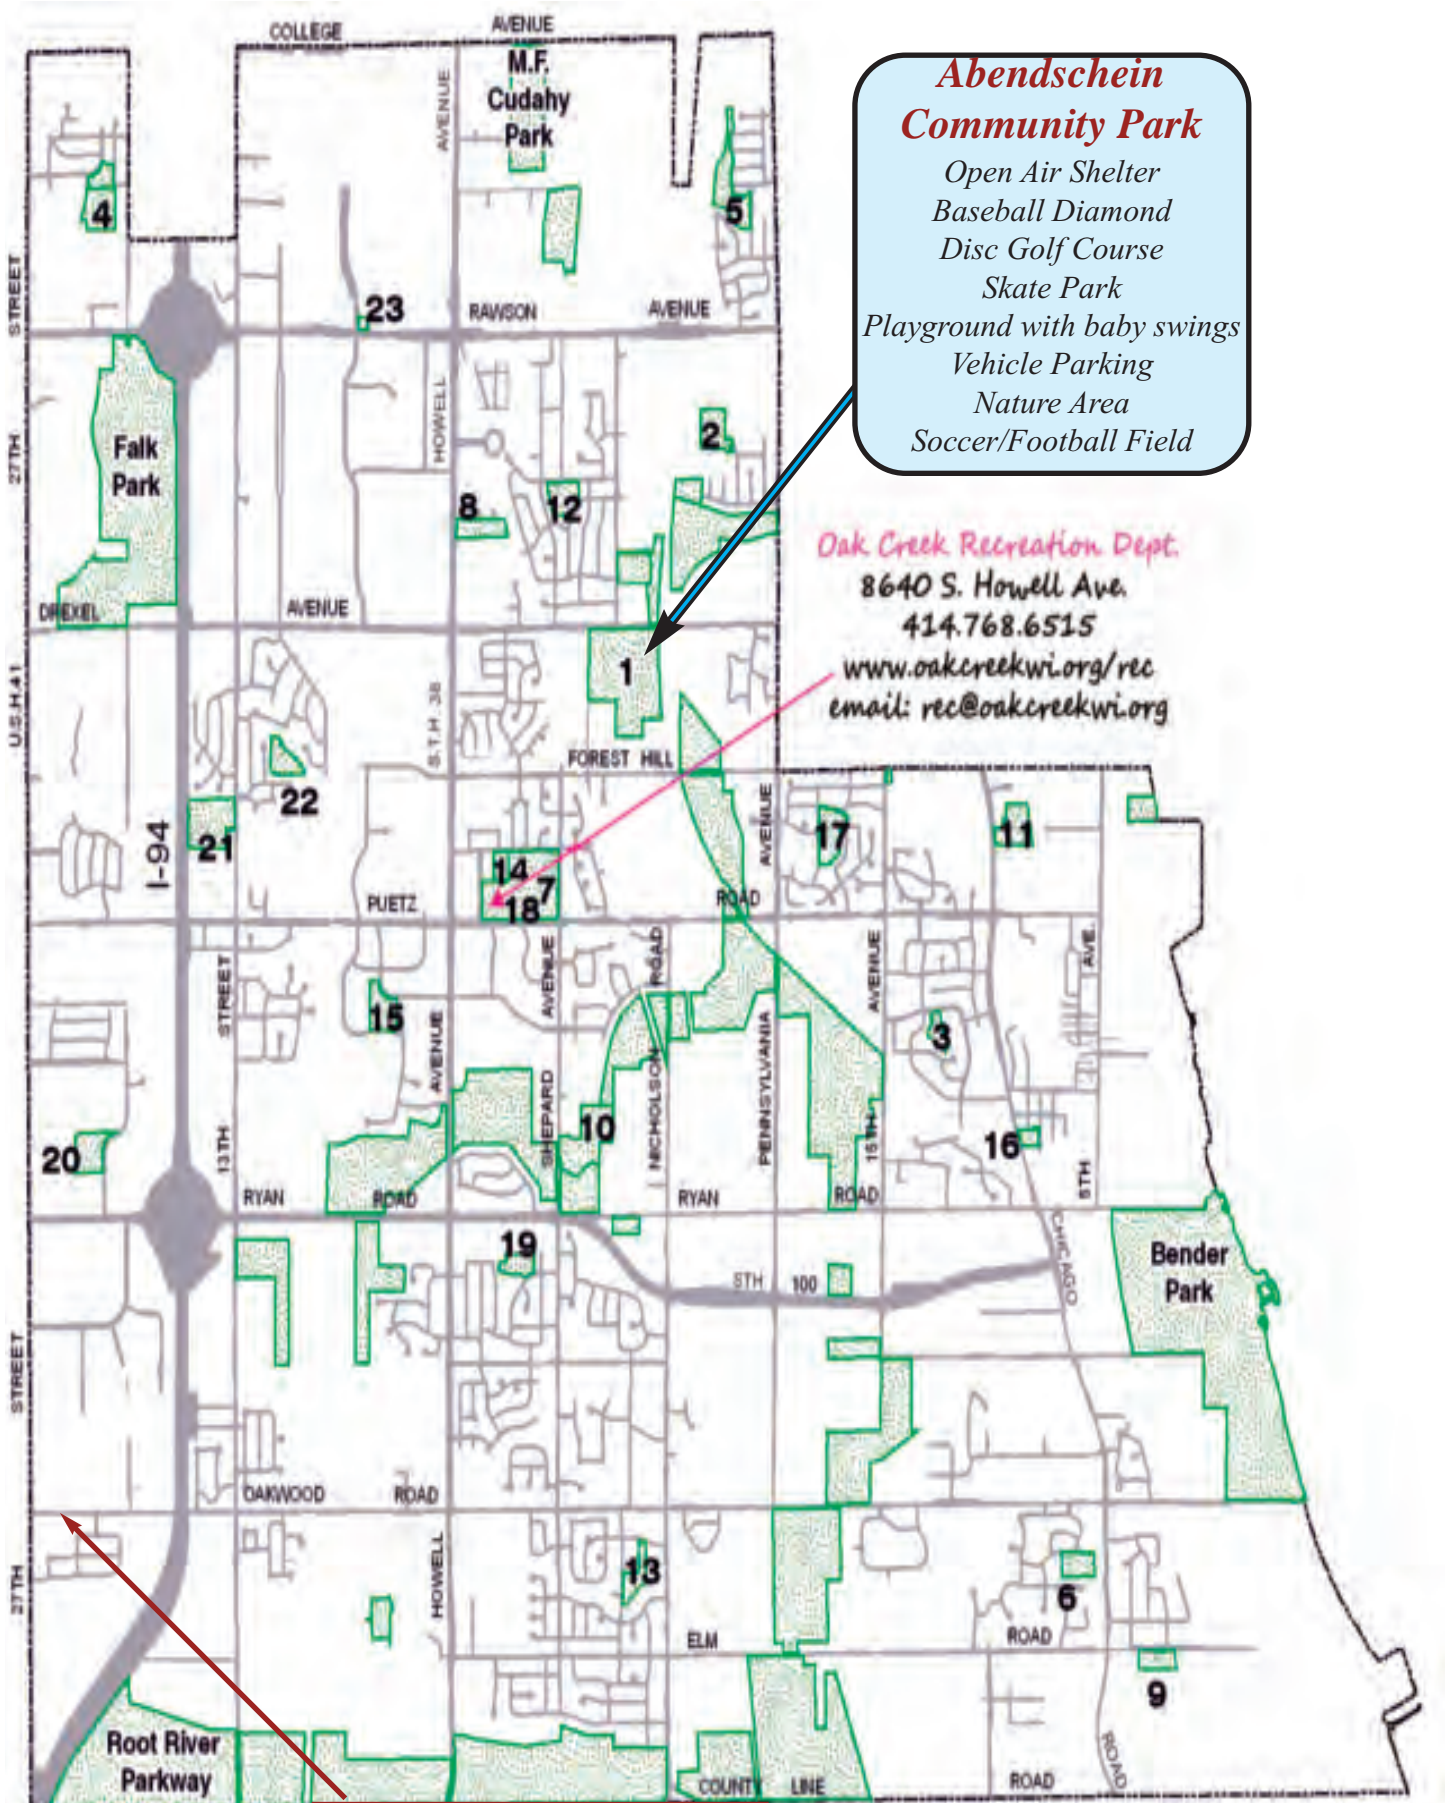 COLLEGE
AVENUE
M.F.
Cudahy
Park
AVENUE
Abendschein
Community Park
Open Air Shelter
Baseball Diamond
Disc Golf Course
Skate Park
Playground with baby swings
Vehicle Parking
Nature Area
Soccer/Football Field
4
5
STREET
23
RAWSON
AVENUE
HOWELL
27TH
Falk
Park
2
8
12
Oak Creek Recreation Dept.
8640 S. Howell Ave.
414.768.6515
www.oakcreekwi.org/rec
email: rec@oakcreekwi.org
DREXEL
AVENUE
1
U.S.H.41
S.T.H. 38
FOREST HILL
22
21
I-94
AVENUE
17
11
14
7
18
PUETZ
ROAD
STREET
AVENUE
ROAD
AVENUE
AVE.
15
AVENUE
3
SHEPARD
NICHOLSON
PENNSYLVANIA
10
15TH
16
20
13TH
5TH
RYAN
ROAD
RYAN
ROAD
19
CHICAGO
Bender
Park
STH
100
STREET
OAKWOOD
ROAD
27TH
HOWELL
13
6
ELM
ROAD
9
Root River
Parkway
ROAD
COUNTY
LINE
ROAD